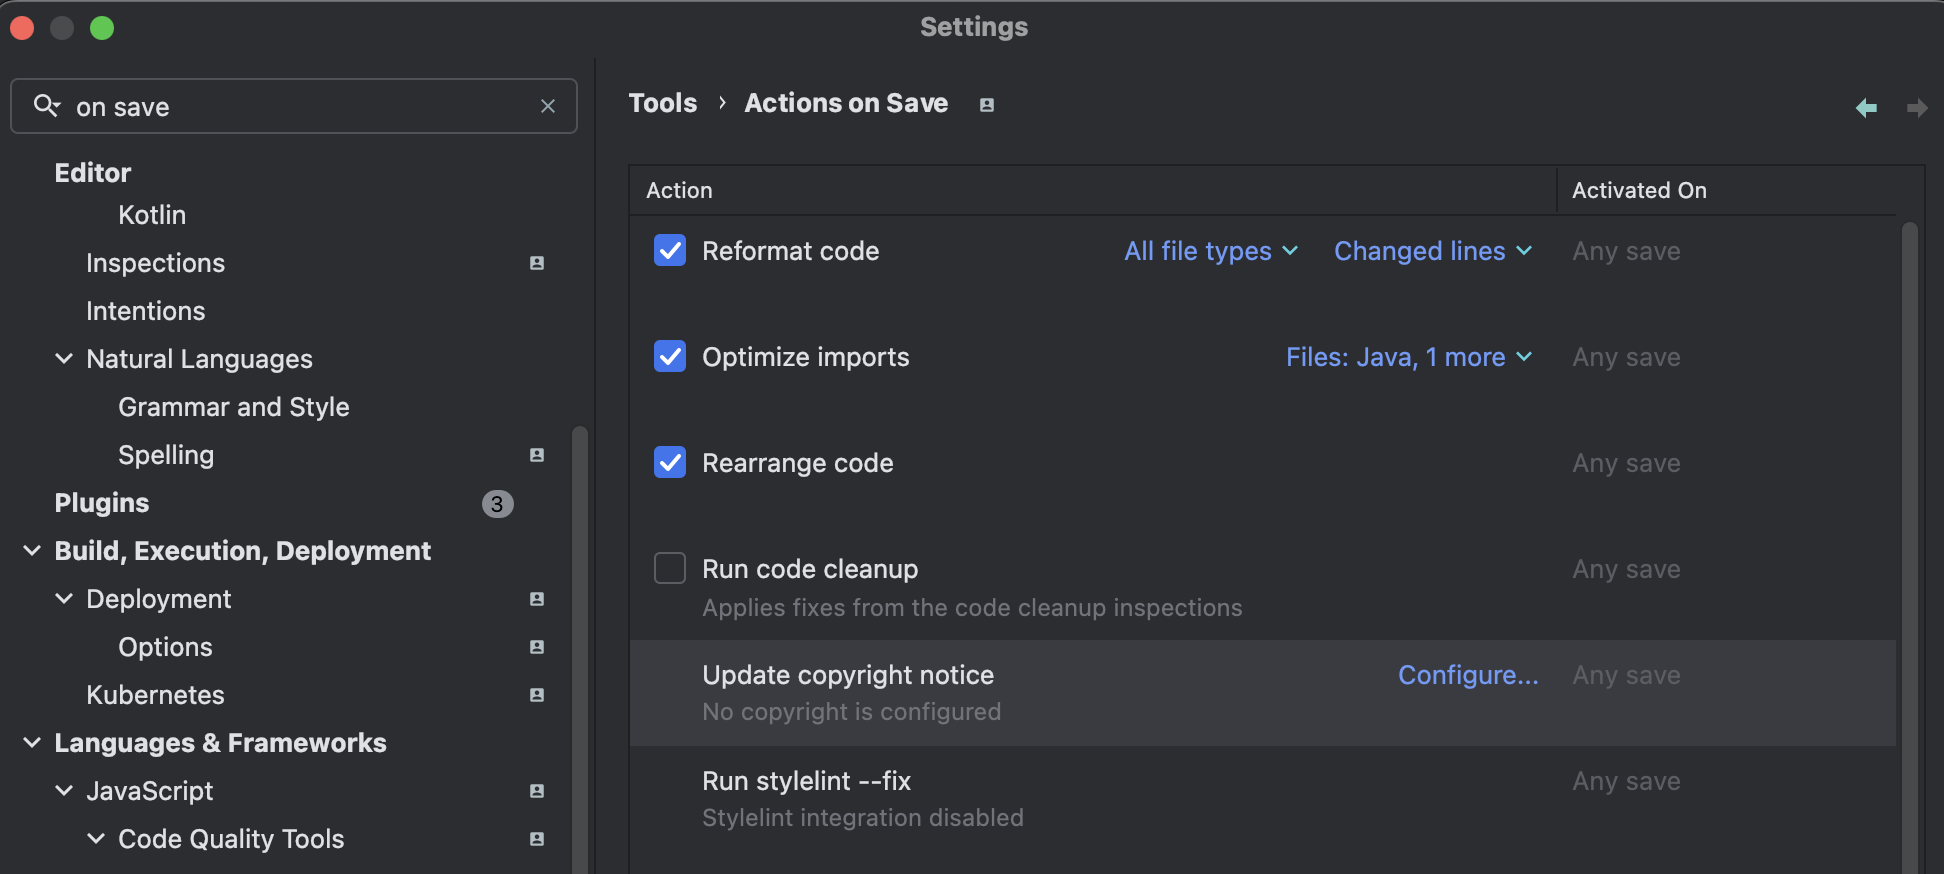 Settings
on save
Editor
Kotlin
Inspections
Intentions
Natural Languages
Grammar and Style
Spelling
Plugins 3
Build, Execution, Deployment
Deployment
Options
Kubernetes
Languages & Frameworks
JavaScript
Code Quality Tools
Tools › Actions on Save
Action Activated On
Reformat code All file types Changed lines Any save
Optimize imports Files: Java, 1 more Any save
Rearrange code Any save
Run code cleanup Any save
Applies fixes from the code cleanup inspections
Update copyright notice Configure... Any save
No copyright is configured
Run stylelint --fix Any save
Stylelint integration disabled